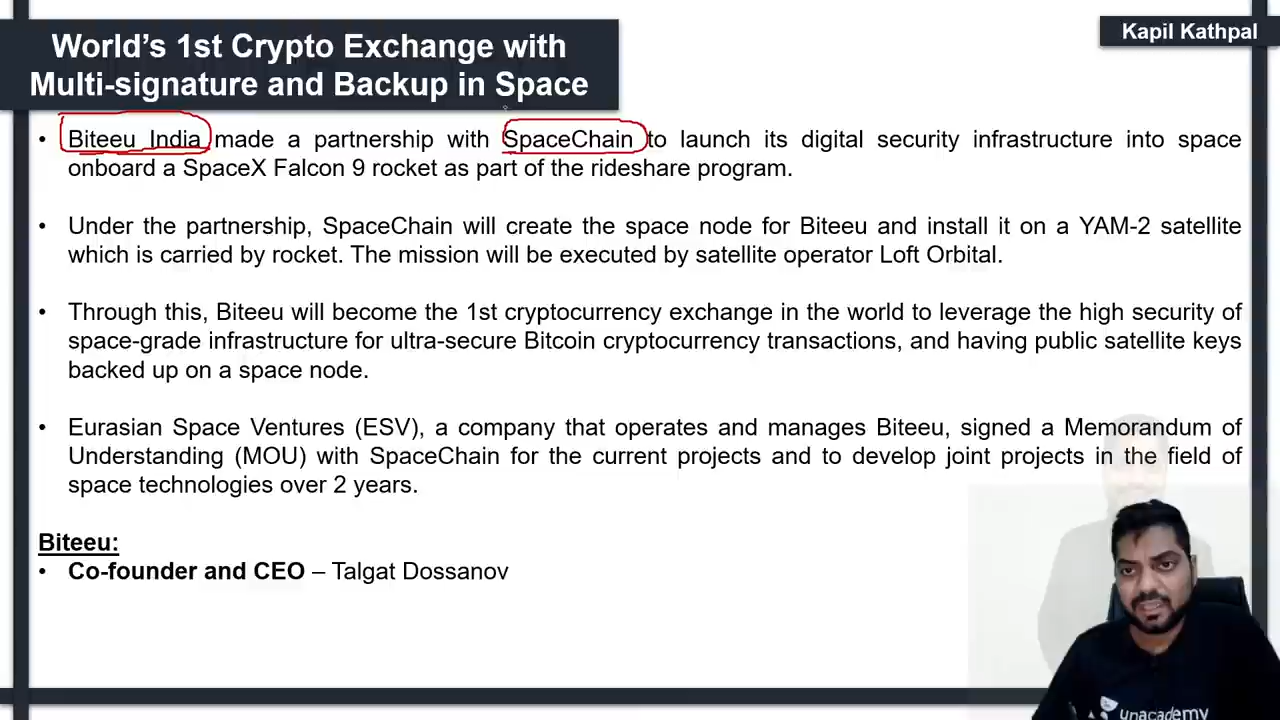 World’s 1st Crypto Exchange with
Multi-signature and Backup in Space
Kapil Kathpal
• Biteeu India made a partnership with SpaceChain to launch its digital security infrastructure into space
onboard a SpaceX Falcon 9 rocket as part of the rideshare program.
• Under the partnership, SpaceChain will create the space node for Biteeu and install it on a YAM-2 satellite
which is carried by rocket. The mission will be executed by satellite operator Loft Orbital.
• Through this, Biteeu will become the 1st cryptocurrency exchange in the world to leverage the high security of
space-grade infrastructure for ultra-secure Bitcoin cryptocurrency transactions, and having public satellite keys
backed up on a space node.
• Eurasian Space Ventures (ESV), a company that operates and manages Biteeu, signed a Memorandum of
Understanding (MOU) with SpaceChain for the current projects and to develop joint projects in the field of
space technologies over 2 years.
Biteeu:
• Co-founder and CEO – Talgat Dossanov
unacademy